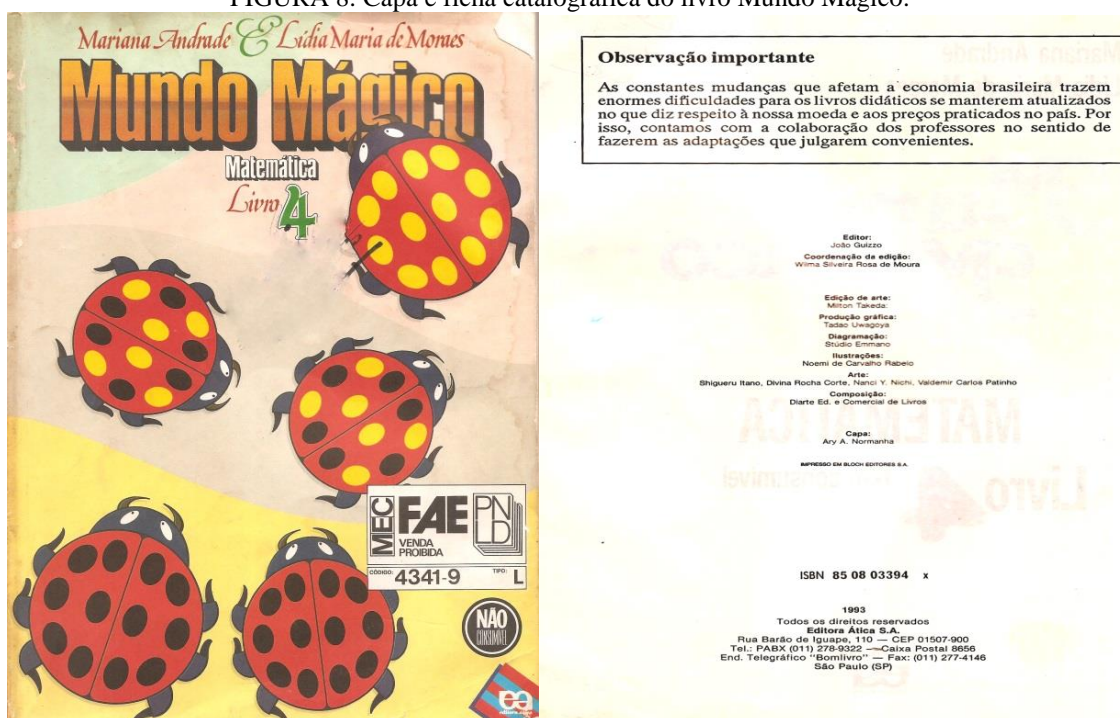 FIGURA 8: Capa e ficha catalográfica do livro Mundo Mágico.
Mariana Andrade E Lídia Maria de Moraes
Mundo Mágico
Matemática
Livro 4
MEC FAE PNLD
VENDA
PROIBIDA
CÓDIGO: 4341-9 TIPO: L
NÃO
CONSUMÍVEL
Observação importante
As constantes mudanças que afetam a economia brasileira trazem
enormes dificuldades para os livros didáticos se manterem atualizados
no que diz respeito à nossa moeda e aos preços praticados no país. Por
isso, contamos com a colaboração dos professores no sentido de
fazerem as adaptações que julgarem convenientes.
Editor:
João Guizzo
Coordenação da edição:
Wilma Silveira Rosa de Moura
Edição de arte:
Milton Takeda
Produção gráfica:
Tadao Uwagoya
Diagramação:
Stúdio Emmano
Ilustrações:
Noemi de Carvalho Rabelo
Arte:
Shigueru Itano, Divina Rocha Corte, Nanci Y. Nichi, Valdemir Carlos Patinho
Composição:
Diarte Ed. e Comercial de Livros
Capa:
Ary A. Normanha
IMPRESSO EM BLOCH EDITORES S.A.
ISBN 85 08 03394 x
1993
Todos os direitos reservados
Editora Ática S.A.
Rua Barão de Iguape, 110 — CEP 01507-900
Tel.: PABX (011) 278-9322 — Caixa Postal 8656
End. Telegráfico "Bomlivro" — Fax: (011) 277-4146
São Paulo (SP)